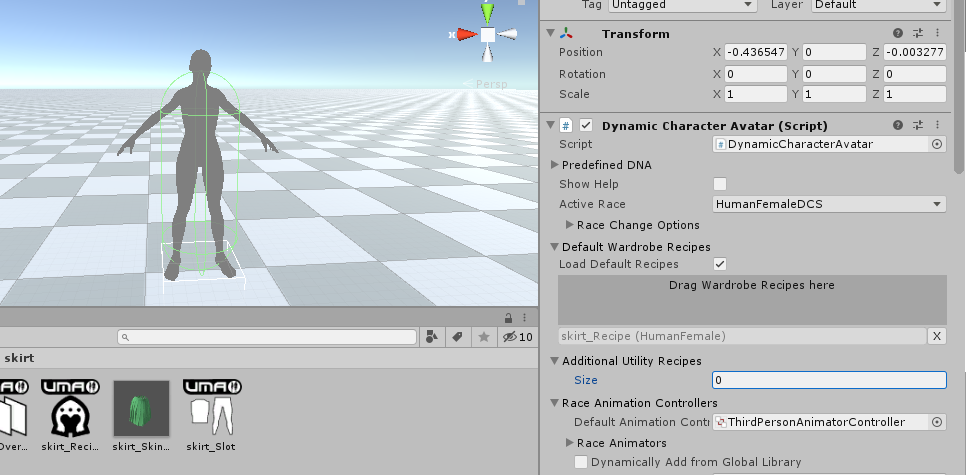 Tag Untagged Layer Default
Transform
Position X -0.436547 Y 0 Z -0.003277
Rotation X 0 Y 0 Z 0
Scale X 1 Y 1 Z 1
Dynamic Character Avatar (Script)
Script # DynamicCharacterAvatar
Predefined DNA
Show Help
Active Race HumanFemaleDCS
Race Change Options
Default Wardrobe Recipes
Load Default Recipes
Drag Wardrobe Recipes here
skirt_Recipe (HumanFemale) X
Additional Utility Recipes
Size 0
Race Animation Controllers
Default Animation Contr ThirdPersonAnimatorController
Race Animators
Dynamically Add from Global Library
x
Persp
10
skirt
UMA
UMA
Over...
skirt_Reci...
skirt_Skin...
skirt_Slot